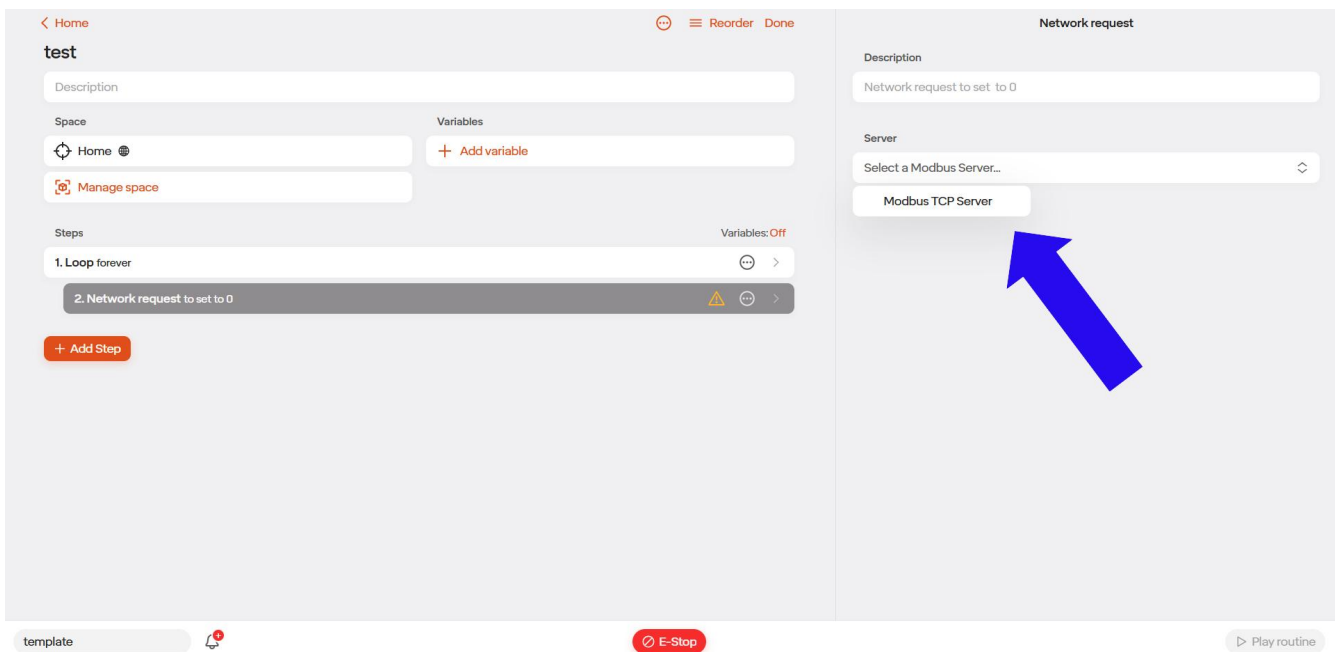 Home
Reorder Done
test
Description
Space
Home
Manage space
Variables
Add variable
Steps
Variables: Off
1. Loop forever
2. Network request to set to 0
+ Add Step
Network request
Description
Network request to set to 0
Server
Select a Modbus Server...
Modbus TCP Server
template
E-Stop
Play routine